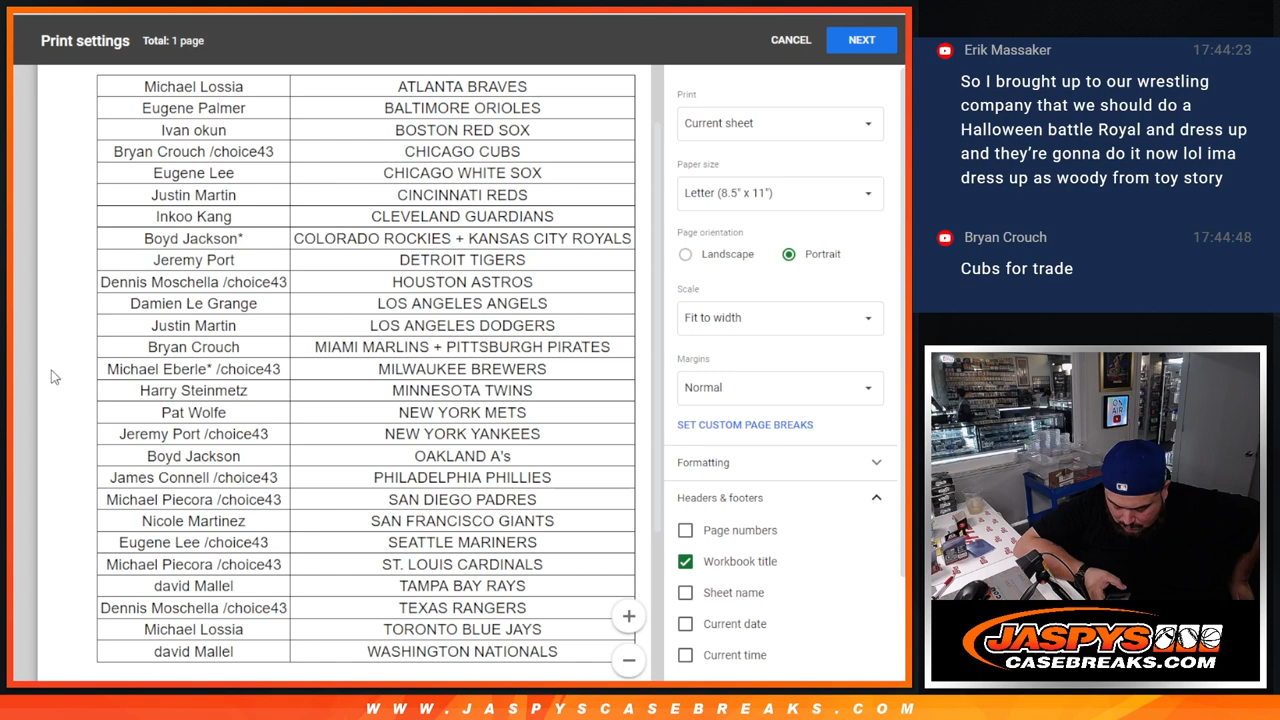 Print settings Total: 1 page CANCEL NEXT
Michael Lossia ATLANTA BRAVES
Eugene Palmer BALTIMORE ORIOLES
Ivan okun BOSTON RED SOX
Bryan Crouch /choice43 CHICAGO CUBS
Eugene Lee CHICAGO WHITE SOX
Justin Martin CINCINNATI REDS
Inkoo Kang CLEVELAND GUARDIANS
Boyd Jackson* COLORADO ROCKIES + KANSAS CITY ROYALS
Jeremy Port DETROIT TIGERS
Dennis Moschella /choice43 HOUSTON ASTROS
Damien Le Grange LOS ANGELES ANGELS
Justin Martin LOS ANGELES DODGERS
Bryan Crouch MIAMI MARLINS + PITTSBURGH PIRATES
Michael Eberle* /choice43 MILWAUKEE BREWERS
Harry Steinmetz MINNESOTA TWINS
Pat Wolfe NEW YORK METS
Jeremy Port /choice43 NEW YORK YANKEES
Boyd Jackson OAKLAND A's
James Connell /choice43 PHILADELPHIA PHILLIES
Michael Piecora /choice43 SAN DIEGO PADRES
Nicole Martinez SAN FRANCISCO GIANTS
Eugene Lee /choice43 SEATTLE MARINERS
Michael Piecora /choice43 ST. LOUIS CARDINALS
david Mallel TAMPA BAY RAYS
Dennis Moschella /choice43 TEXAS RANGERS
Michael Lossia TORONTO BLUE JAYS
david Mallel WASHINGTON NATIONALS
Print
Current sheet
Paper size
Letter (8.5" x 11")
Page orientation
Landscape Portrait
Scale
Fit to width
Margins
Normal
SET CUSTOM PAGE BREAKS
Formatting
Headers & footers
Page numbers
Workbook title
Sheet name
Current date
Current time
Erik Massaker 17:44:23
So I brought up to our wrestling
company that we should do a
Halloween battle Royal and dress up
and they're gonna do it now lol ima
dress up as woody from toy story
Bryan Crouch 17:44:48
Cubs for trade
ON
AIR
JASPYS
CASEBREAKS.COM
WWW.JASPYSCASEBREAKS.COM